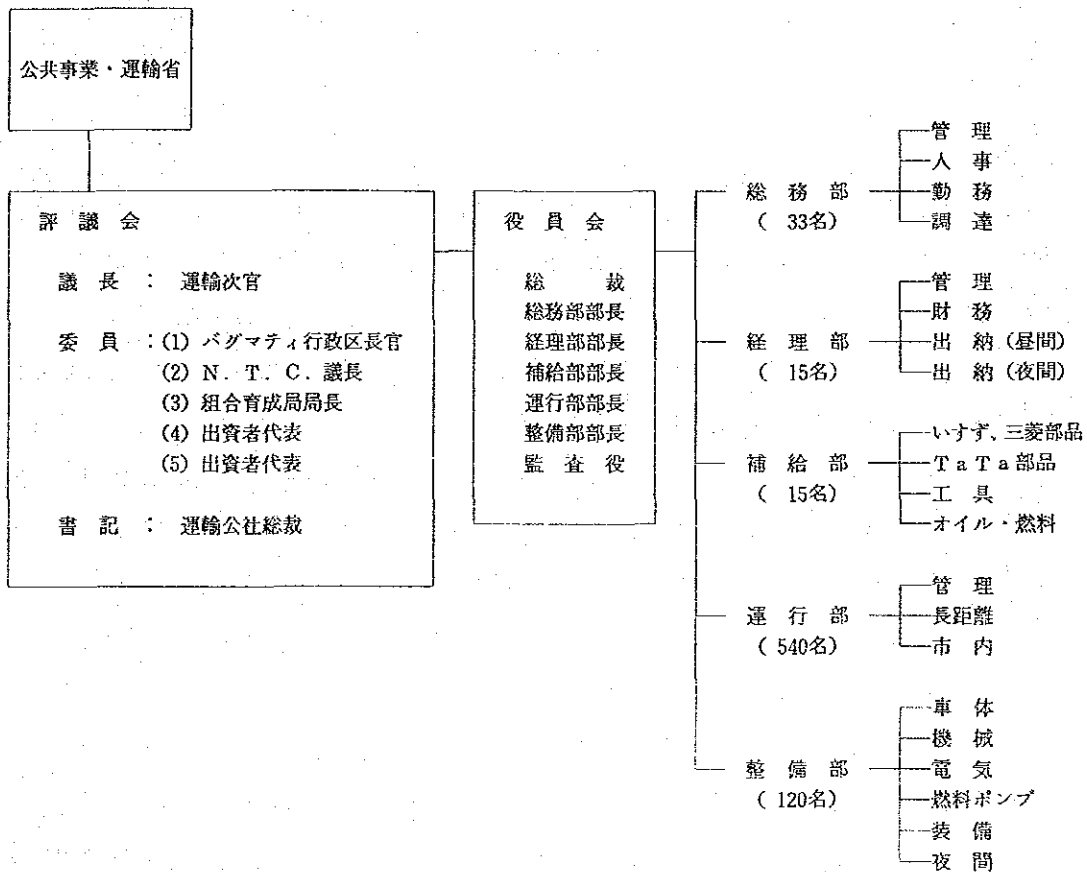 公共事業・運輸省
評議会
議長 : 運輸次官
委員 : (1) バグマティ行政区長官
(2) N. T. C. 議長
(3) 組合育成局局長
(4) 出資者代表
(5) 出資者代表
書記 : 運輸公社総裁
役員会
総裁
総務部部長
経理部部長
補給部部長
運行部部長
整備部部長
監査役
総務部
( 33名)
管理
人事
勤務
調達
経理部
( 15名)
管理
財務
出納 (昼間)
出納 (夜間)
補給部
( 15名)
いすゞ、三菱部品
TaTa部品
工具
オイル・燃料
運行部
( 540名)
管理
長距離
市内
整備部
( 120名)
車体
機械
電気
燃料ポンプ
装備
夜間